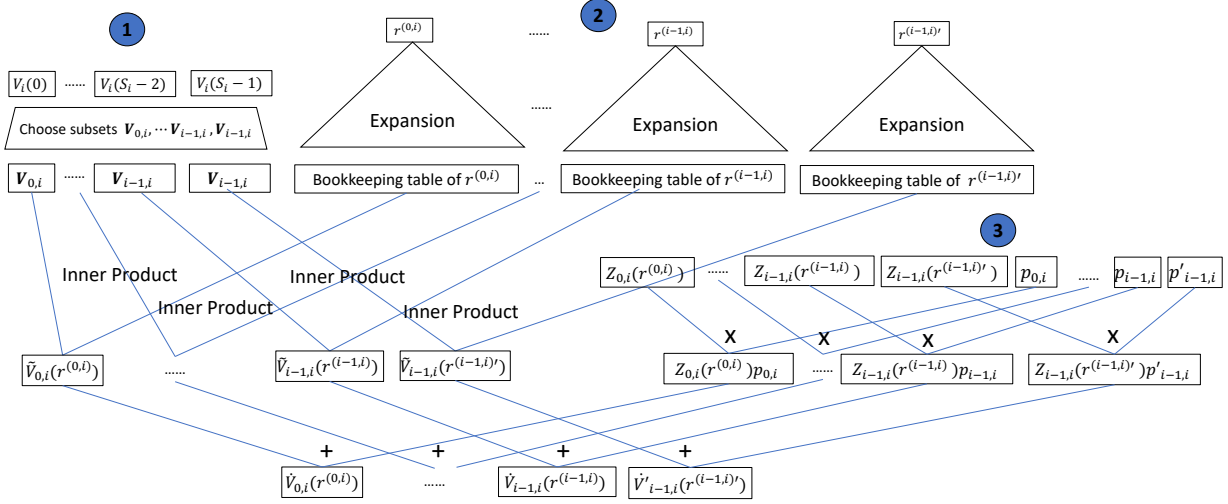 1
2
r^{(0,i)}
......
r^{(i-1,i)}
r^{(i-1,i)'}
V_i(0)
......
V_i(S_i − 2)
V_i(S_i − 1)
Expansion
......
Expansion
Expansion
Choose subsets V_{0,i}, ⋯ V_{i-1,i}, V_{i-1,i}
V_{0,i}
......
V_{i-1,i}
V_{i-1,i}
Bookkeeping table of r^{(0,i)}
...
Bookkeeping table of r^{(i-1,i)}
Bookkeeping table of r^{(i-1,i)'}
3
Inner Product
Inner Product
Inner Product
Inner Product
Z_{0,i}(r^{(0,i)})
......
Z_{i-1,i}(r^{(i-1,i)})
Z_{i-1,i}(r^{(i-1,i)'})
p_{0,i}
......
p_{i-1,i}
p'_{i-1,i}
X
X
X
X
Ṽ_{0,i}(r^{(0,i)})
......
Ṽ_{i-1,i}(r^{(i-1,i)})
Ṽ_{i-1,i}(r^{(i-1,i)'})
Z_{0,i}(r^{(0,i)})p_{0,i}
......
Z_{i-1,i}(r^{(i-1,i)})p_{i-1,i}
Z_{i-1,i}(r^{(i-1,i)'})p'_{i-1,i}
+
+
+
+
V̇_{0,i}(r^{(0,i)})
......
V̇_{i-1,i}(r^{(i-1,i)})
V̇'_{i-1,i}(r^{(i-1,i)'})